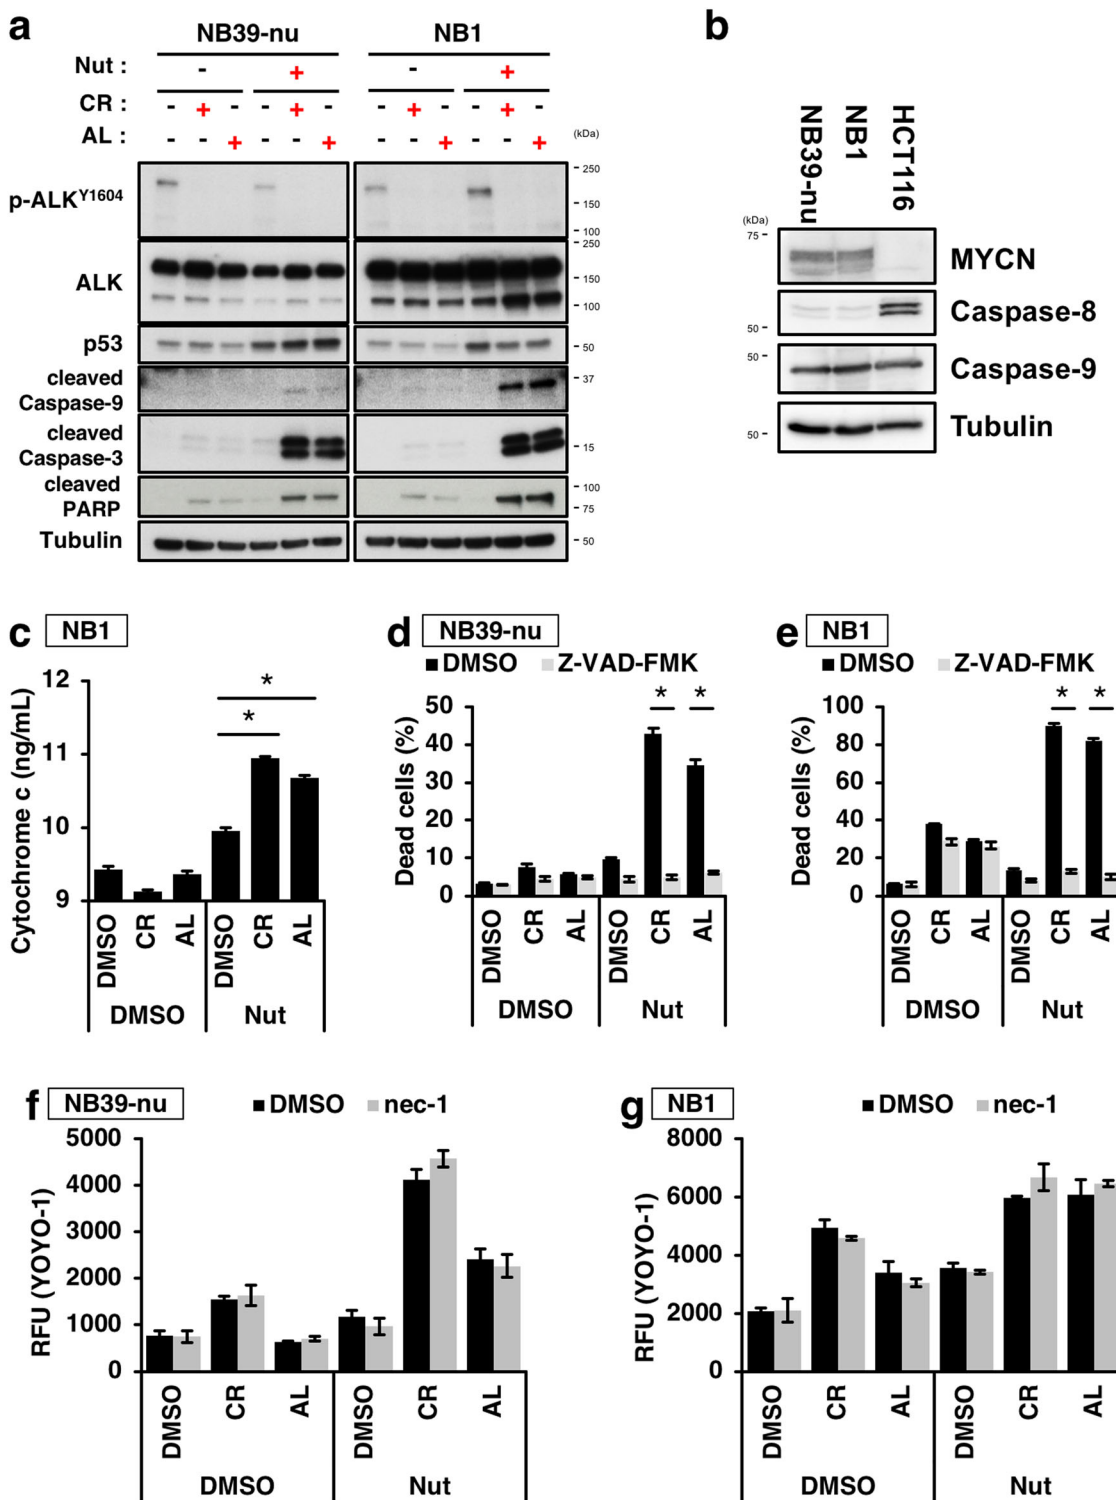 a
NB39-nu NB1
Nut : - + - +
CR : - + - - + - - + - - + -
AL : - - + - - + - - + - - +
(kDa)
p-ALK^Y1604
250
150
100
ALK
250
150
100
p53
50
cleaved
Caspase-9
37
cleaved
Caspase-3
15
cleaved
PARP
100
75
Tubulin
50
b
NB39-nu NB1 HCT116
(kDa)
75
MYCN
Caspase-8
50
50
Caspase-9
50
Tubulin
c NB1
Cytochrome c (ng/mL)
12
11
10
9
* *
DMSO CR AL DMSO CR AL
DMSO Nut
d NB39-nu
DMSO Z-VAD-FMK
Dead cells (%)
50
40
30
20
10
0
* *
DMSO CR AL DMSO CR AL
DMSO Nut
e NB1
DMSO Z-VAD-FMK
Dead cells (%)
100
80
60
40
20
0
* *
DMSO CR AL DMSO CR AL
DMSO Nut
f NB39-nu
DMSO nec-1
RFU (YOYO-1)
5000
4000
3000
2000
1000
0
DMSO CR AL DMSO CR AL
DMSO Nut
g NB1
DMSO nec-1
RFU (YOYO-1)
8000
6000
4000
2000
0
DMSO CR AL DMSO CR AL
DMSO Nut